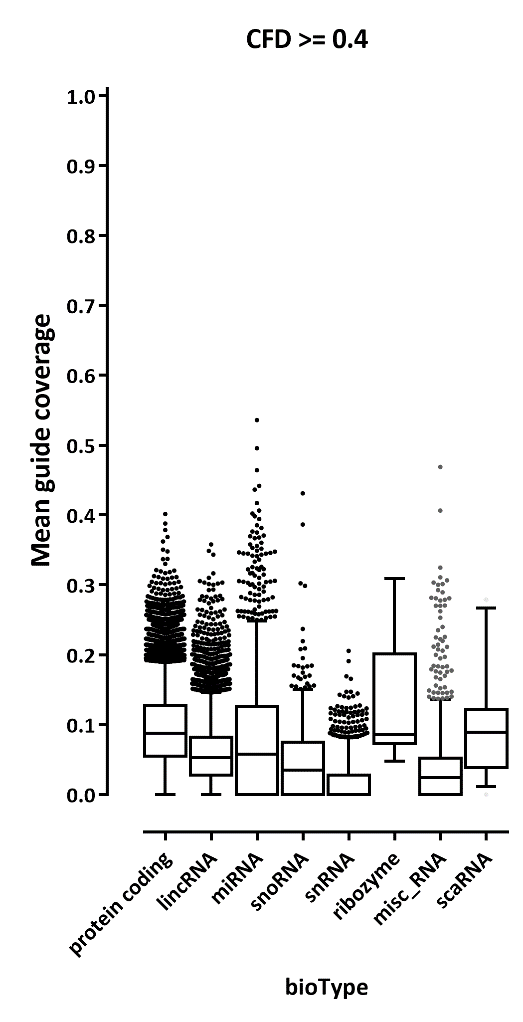 CFD >= 0.4
Mean guide coverage
1.0
0.9
0.8
0.7
0.6
0.5
0.4
0.3
0.2
0.1
0.0
protein coding
lincRNA
miRNA
snoRNA
snRNA
ribozyme
misc_RNA
scaRNA
bioType